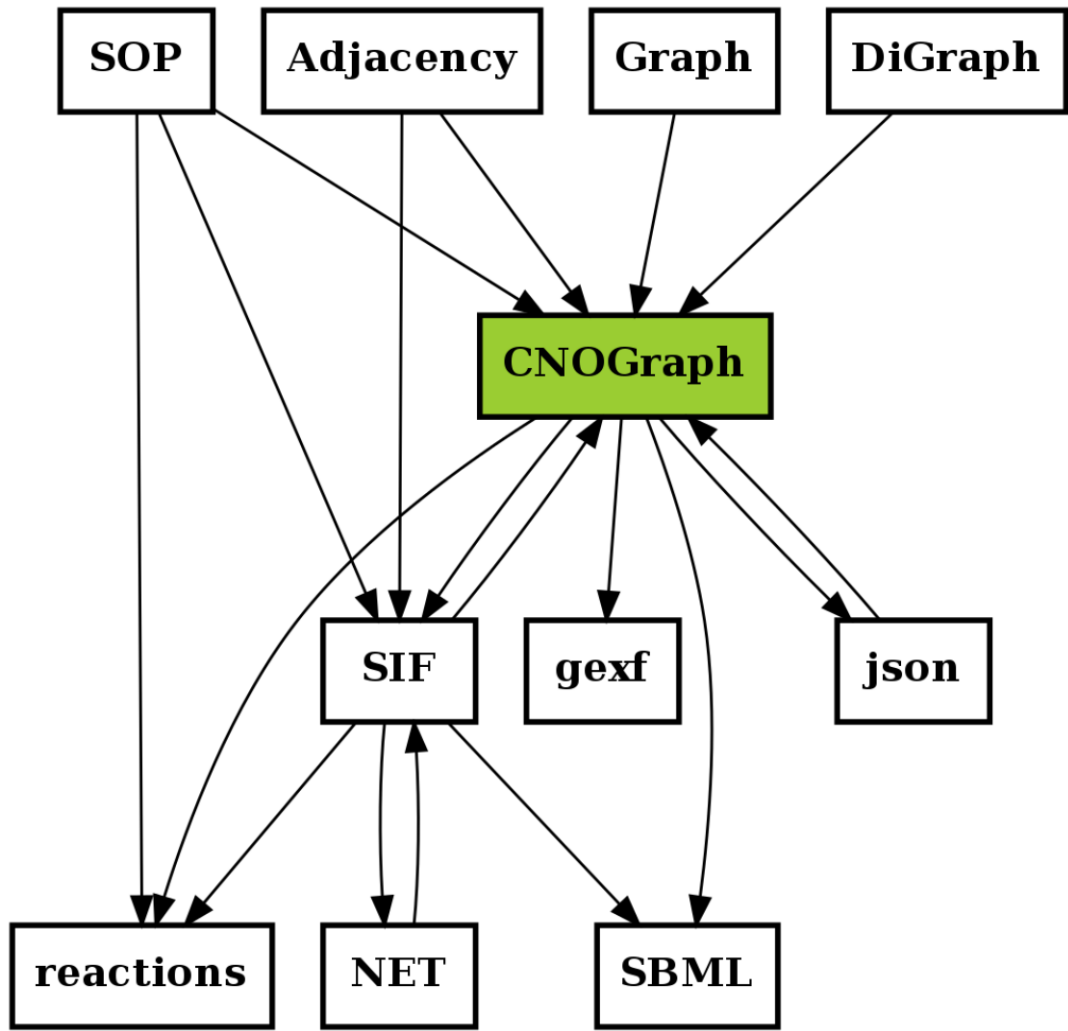 SOP
Adjacency
Graph
DiGraph
CNOGraph
SIF
gexf
json
reactions
NET
SBML